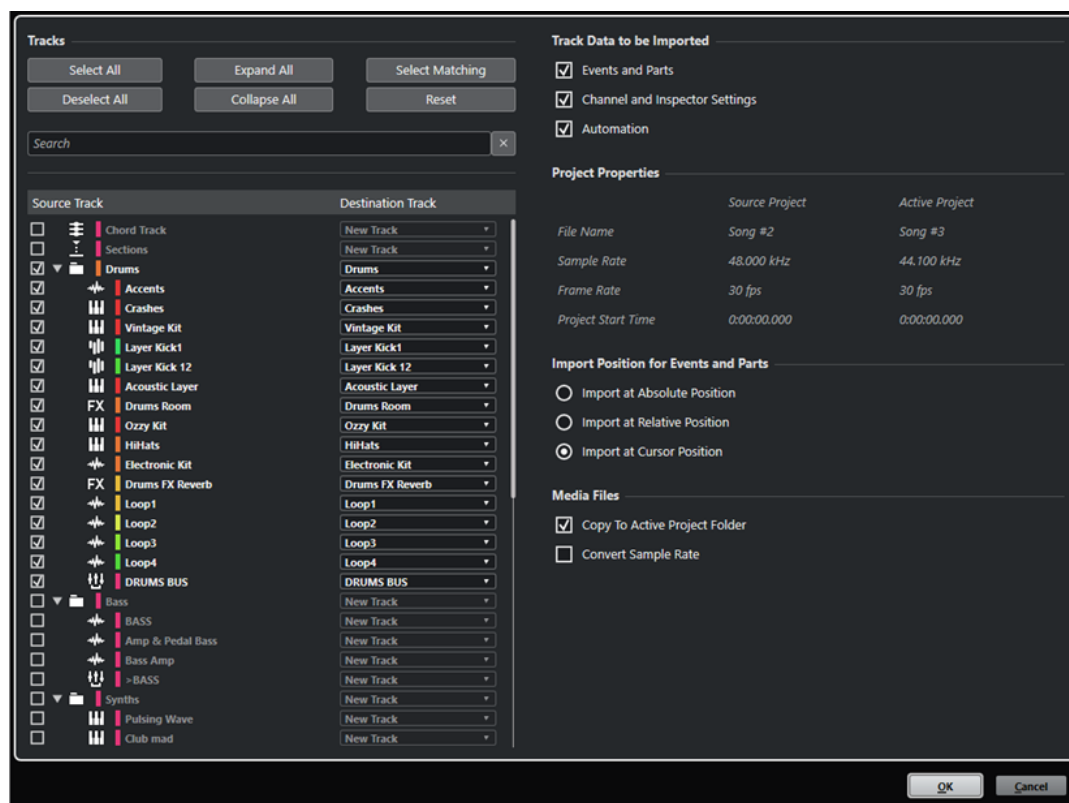 Tracks
Select All Expand All Select Matching
Deselect All Collapse All Reset
Search
Source Track Destination Track
Chord Track New Track
Sections New Track
Drums Drums
Accents Accents
Crashes Crashes
Vintage Kit Vintage Kit
Layer Kick1 Layer Kick1
Layer Kick 12 Layer Kick 12
Acoustic Layer Acoustic Layer
FX Drums Room Drums Room
Ozzy Kit Ozzy Kit
HiHats HiHats
Electronic Kit Electronic Kit
FX Drums FX Reverb Drums FX Reverb
Loop1 Loop1
Loop2 Loop2
Loop3 Loop3
Loop4 Loop4
DRUMS BUS DRUMS BUS
Bass New Track
BASS New Track
Amp & Pedal Bass New Track
Bass Amp New Track
>BASS New Track
Synths New Track
Pulsing Wave New Track
Club mad New Track
Track Data to be Imported
Events and Parts
Channel and Inspector Settings
Automation
Project Properties
Source Project Active Project
File Name Song #2 Song #3
Sample Rate 48.000 kHz 44.100 kHz
Frame Rate 30 fps 30 fps
Project Start Time 0:00:00.000 0:00:00.000
Import Position for Events and Parts
Import at Absolute Position
Import at Relative Position
Import at Cursor Position
Media Files
Copy To Active Project Folder
Convert Sample Rate
OK Cancel